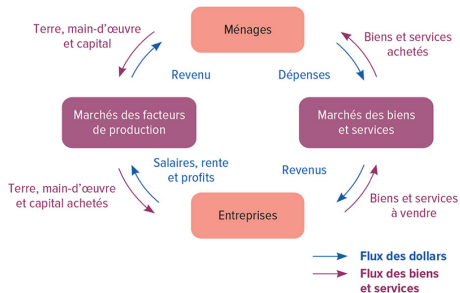 Terre, main-d’œuvre
et capital
Ménages
Biens et services
achetés
Revenu
Dépenses
Marchés des facteurs
de production
Marchés des biens
et services
Salaires, rente
et profits
Revenus
Terre, main-d’œuvre
et capital achetés
Entreprises
Biens et services
à vendre
Flux des dollars
Flux des biens
et services